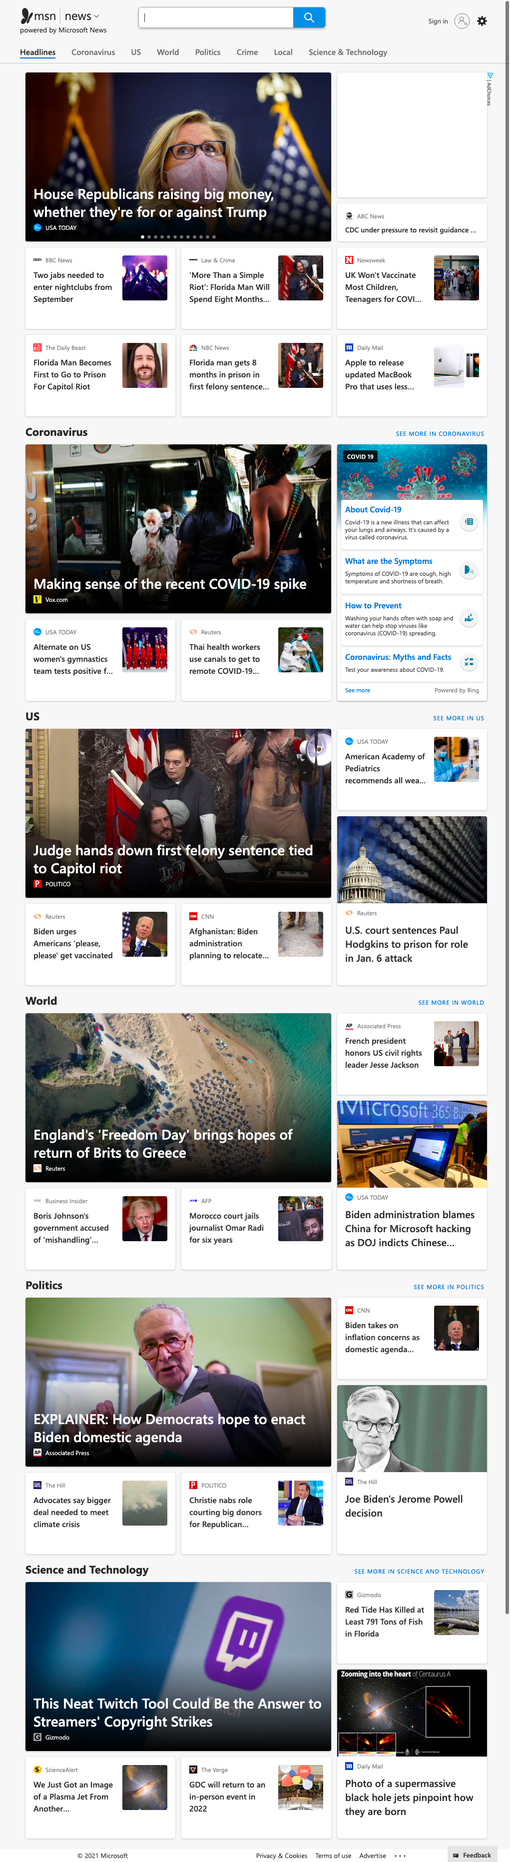 msn news
powered by Microsoft News
Sign in
Headlines Coronavirus US World Politics Crime Local Science & Technology
AdChoices
House Republicans raising big money,
whether they're for or against Trump
USA TODAY
ABC News
CDC under pressure to revisit guidance ...
BBC News
Two jabs needed to
enter nightclubs from
September
Law & Crime
'More Than a Simple
Riot': Florida Man Will
Spend Eight Months...
Newsweek
UK Won't Vaccinate
Most Children,
Teenagers for COVI...
The Daily Beast
Florida Man Becomes
First to Go to Prison
For Capitol Riot
NBC News
Florida man gets 8
months in prison in
first felony sentence...
Daily Mail
Apple to release
updated MacBook
Pro that uses less...
Coronavirus
SEE MORE IN CORONAVIRUS
Making sense of the recent COVID-19 spike
Vox.com
COVID 19
About Covid-19
Covid-19 is a new illness that can affect
your lungs and airways. It's caused by a
virus called coronavirus.
What are the Symptoms
Symptoms of COVID-19 are cough, high
temperature and shortness of breath.
How to Prevent
Washing your hands often with soap and
water can help stop viruses like
coronavirus (COVID-19) spreading.
Coronavirus: Myths and Facts
Test your awareness about COVID-19.
See more
Powered by Bing
USA TODAY
Alternate on US
women's gymnastics
team tests positive f...
Reuters
Thai health workers
use canals to get to
remote COVID-19...
US
SEE MORE IN US
Judge hands down first felony sentence tied
to Capitol riot
POLITICO
USA TODAY
American Academy of
Pediatrics
recommends all wea...
Reuters
U.S. court sentences Paul
Hodgkins to prison for role
in Jan. 6 attack
Reuters
Biden urges
Americans 'please,
please' get vaccinated
CNN
Afghanistan: Biden
administration
planning to relocate...
World
SEE MORE IN WORLD
England's 'Freedom Day' brings hopes of
return of Brits to Greece
Reuters
AP Associated Press
French president
honors US civil rights
leader Jesse Jackson
Microsoft 365 Bus
USA TODAY
Biden administration blames
China for Microsoft hacking
as DOJ indicts Chinese...
Business Insider
Boris Johnson's
government accused
of 'mishandling'...
AFP
Morocco court jails
journalist Omar Radi
for six years
Politics
SEE MORE IN POLITICS
EXPLAINER: How Democrats hope to enact
Biden domestic agenda
AP Associated Press
CNN
Biden takes on
inflation concerns as
domestic agenda...
The Hill
Joe Biden's Jerome Powell
decision
The Hill
Advocates say bigger
deal needed to meet
climate crisis
POLITICO
Christie nabs role
courting big donors
for Republican...
Science and Technology
SEE MORE IN SCIENCE AND TECHNOLOGY
This Neat Twitch Tool Could Be the Answer to
Streamers' Copyright Strikes
Gizmodo
Gizmodo
Red Tide Has Killed at
Least 791 Tons of Fish
in Florida
Zooming into the heart of Centaurus A
Daily Mail
Photo of a supermassive
black hole jets pinpoint how
they are born
ScienceAlert
We Just Got an Image
of a Plasma Jet From
Another...
The Verge
GDC will return to an
in-person event in
2022
© 2021 Microsoft
Privacy & Cookies Terms of use Advertise ...
Feedback